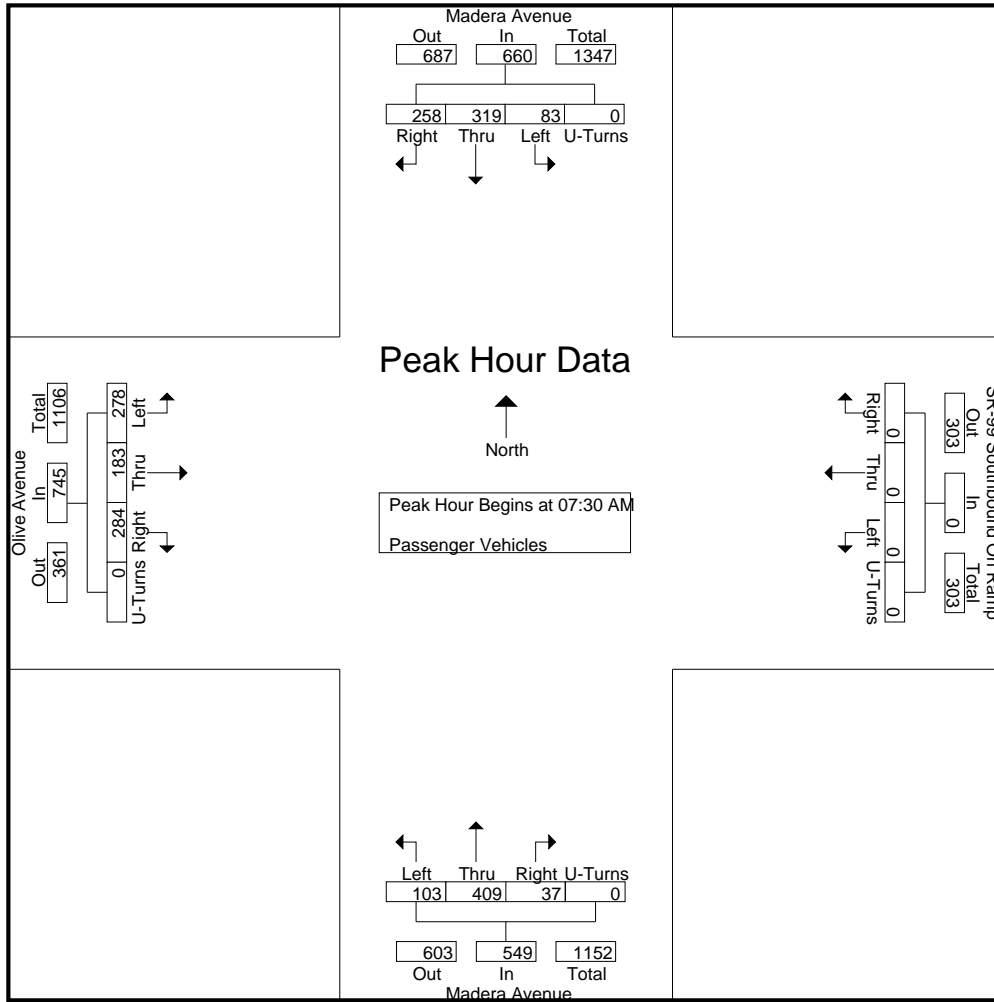 Madera Avenue
Out In Total
687 660 1347
258 319 83 0
Right Thru Left U-Turns
Peak Hour Data
North
Peak Hour Begins at 07:30 AM
Passenger Vehicles
Olive Avenue
Out In Total
361 745 1106
0 284 183 278
U-Turns Right Thru Left
Out In Total
303 0 303
0 0 0 0
Right Thru Left U-Turns
Left Thru Right U-Turns
103 409 37 0
603 549 1152
Out In Total
Madera Avenue